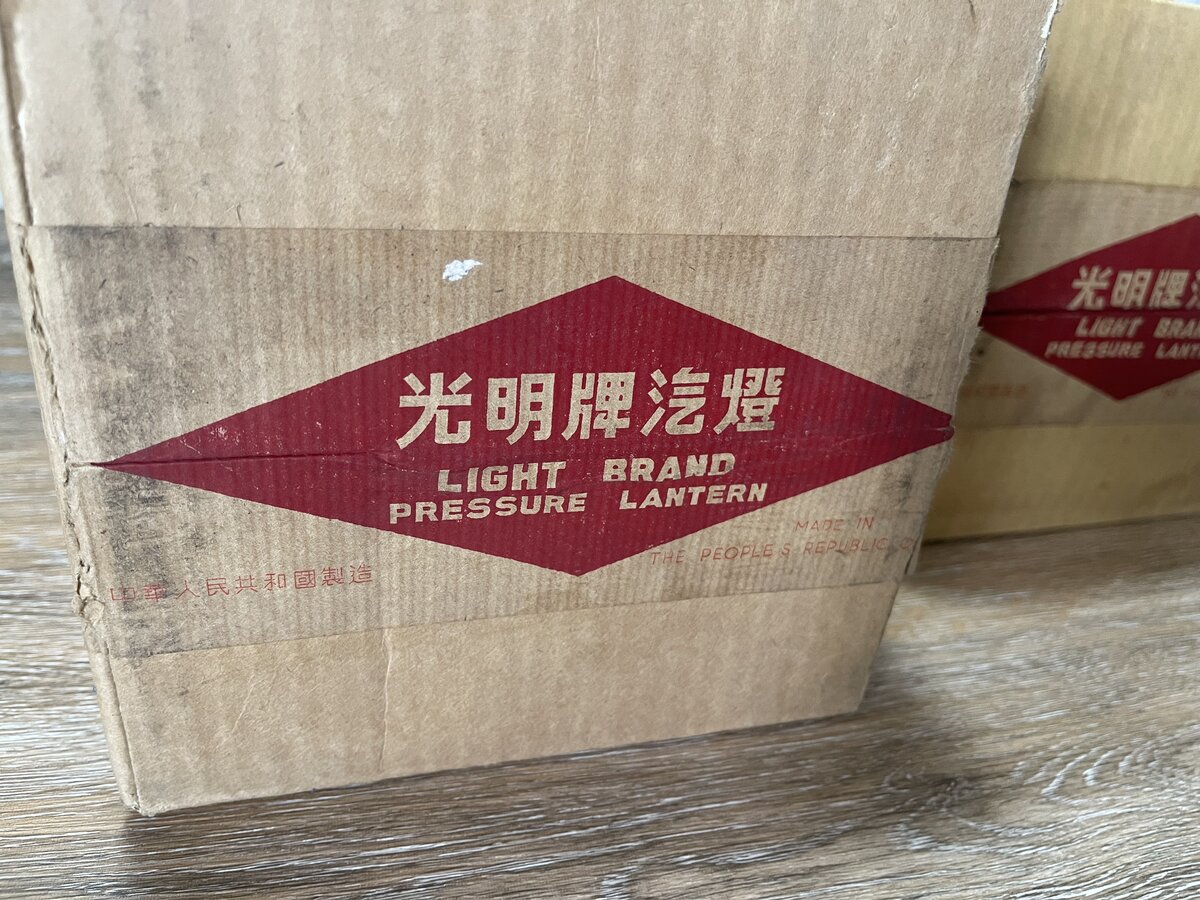 光明牌汽燈
LIGHT BRAND
PRESSURE LANTERN
中華人民共和國製造
MADE IN
THE PEOPLE'S REPUBLIC
光明牌
LIGHT
PRESSURE